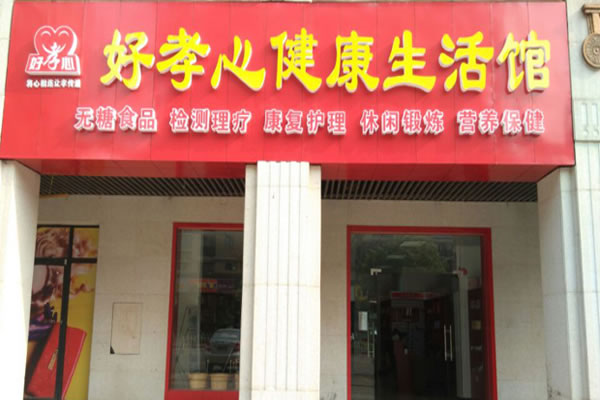 好孝心健康生活馆
好孝心
无糖食品 检测理疗 康复护理 休闲锻炼 营养保健